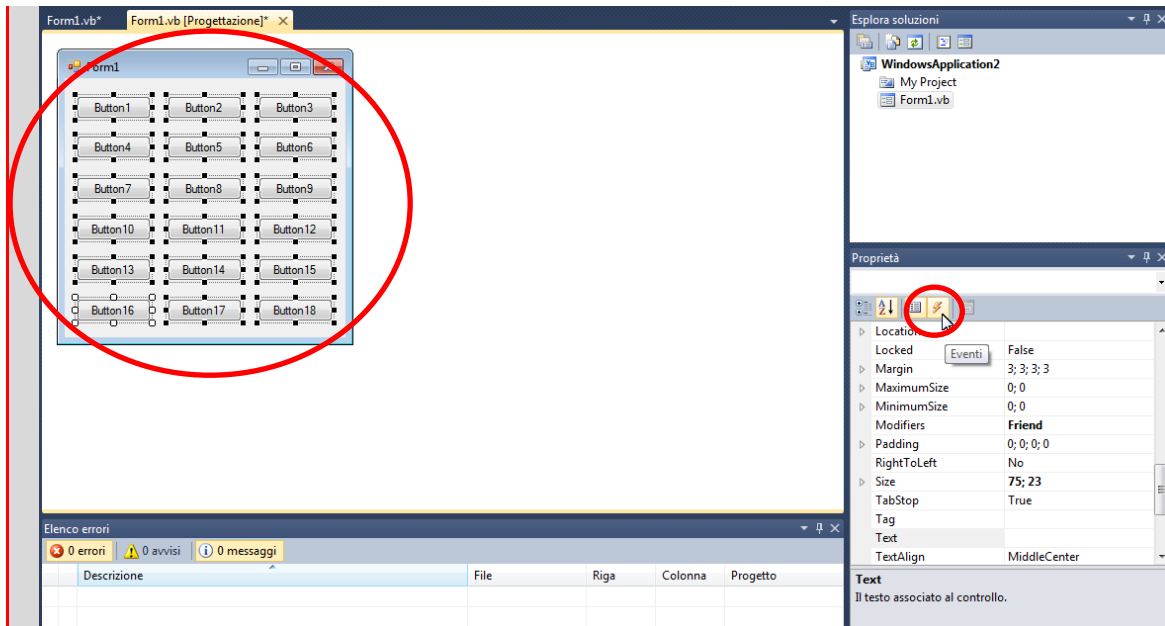 Form1.vb*
Form1.vb [Progettazione]*
Form1
Button1 Button2 Button3
Button4 Button5 Button6
Button7 Button8 Button9
Button10 Button11 Button12
Button13 Button14 Button15
Button16 Button17 Button18
Esplora soluzioni
WindowsApplication2
My Project
Form1.vb
Proprietà
Location
Locked False
Eventi
Margin 3; 3; 3; 3
MaximumSize 0; 0
MinimumSize 0; 0
Modifiers Friend
Padding 0; 0; 0; 0
RightToLeft No
Size 75; 23
TabStop True
Tag
Text
TextAlign MiddleCenter
Text
Il testo associato al controllo.
Elenco errori
0 errori 0 avvisi 0 messaggi
Descrizione File Riga Colonna Progetto